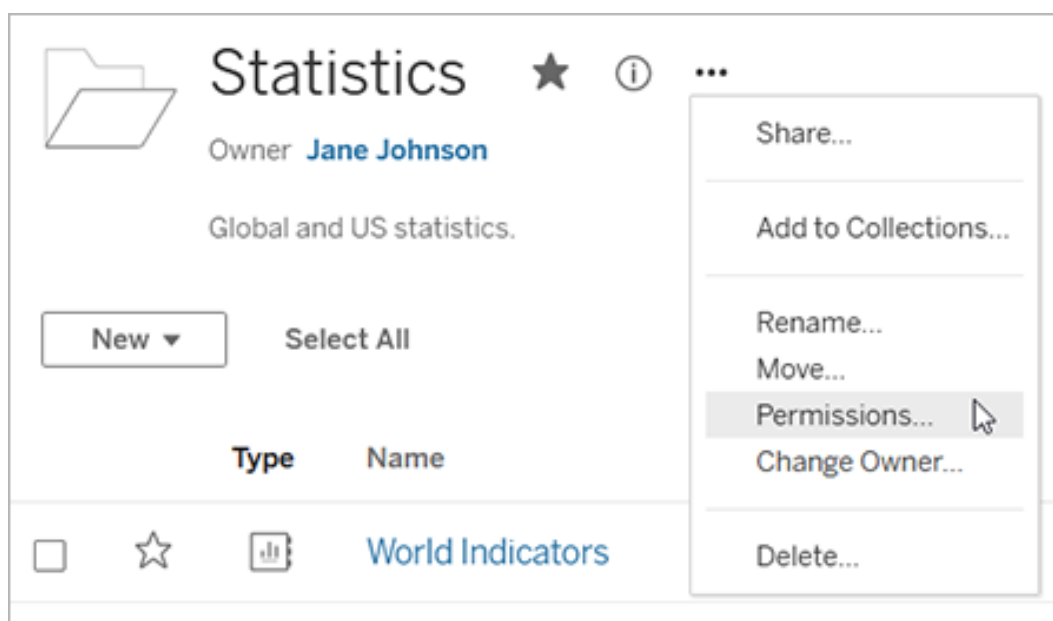 Statistics
Owner Jane Johnson
Global and US statistics.
New
Select All
Type Name
World Indicators
Share...
Add to Collections...
Rename...
Move...
Permissions...
Change Owner...
Delete...